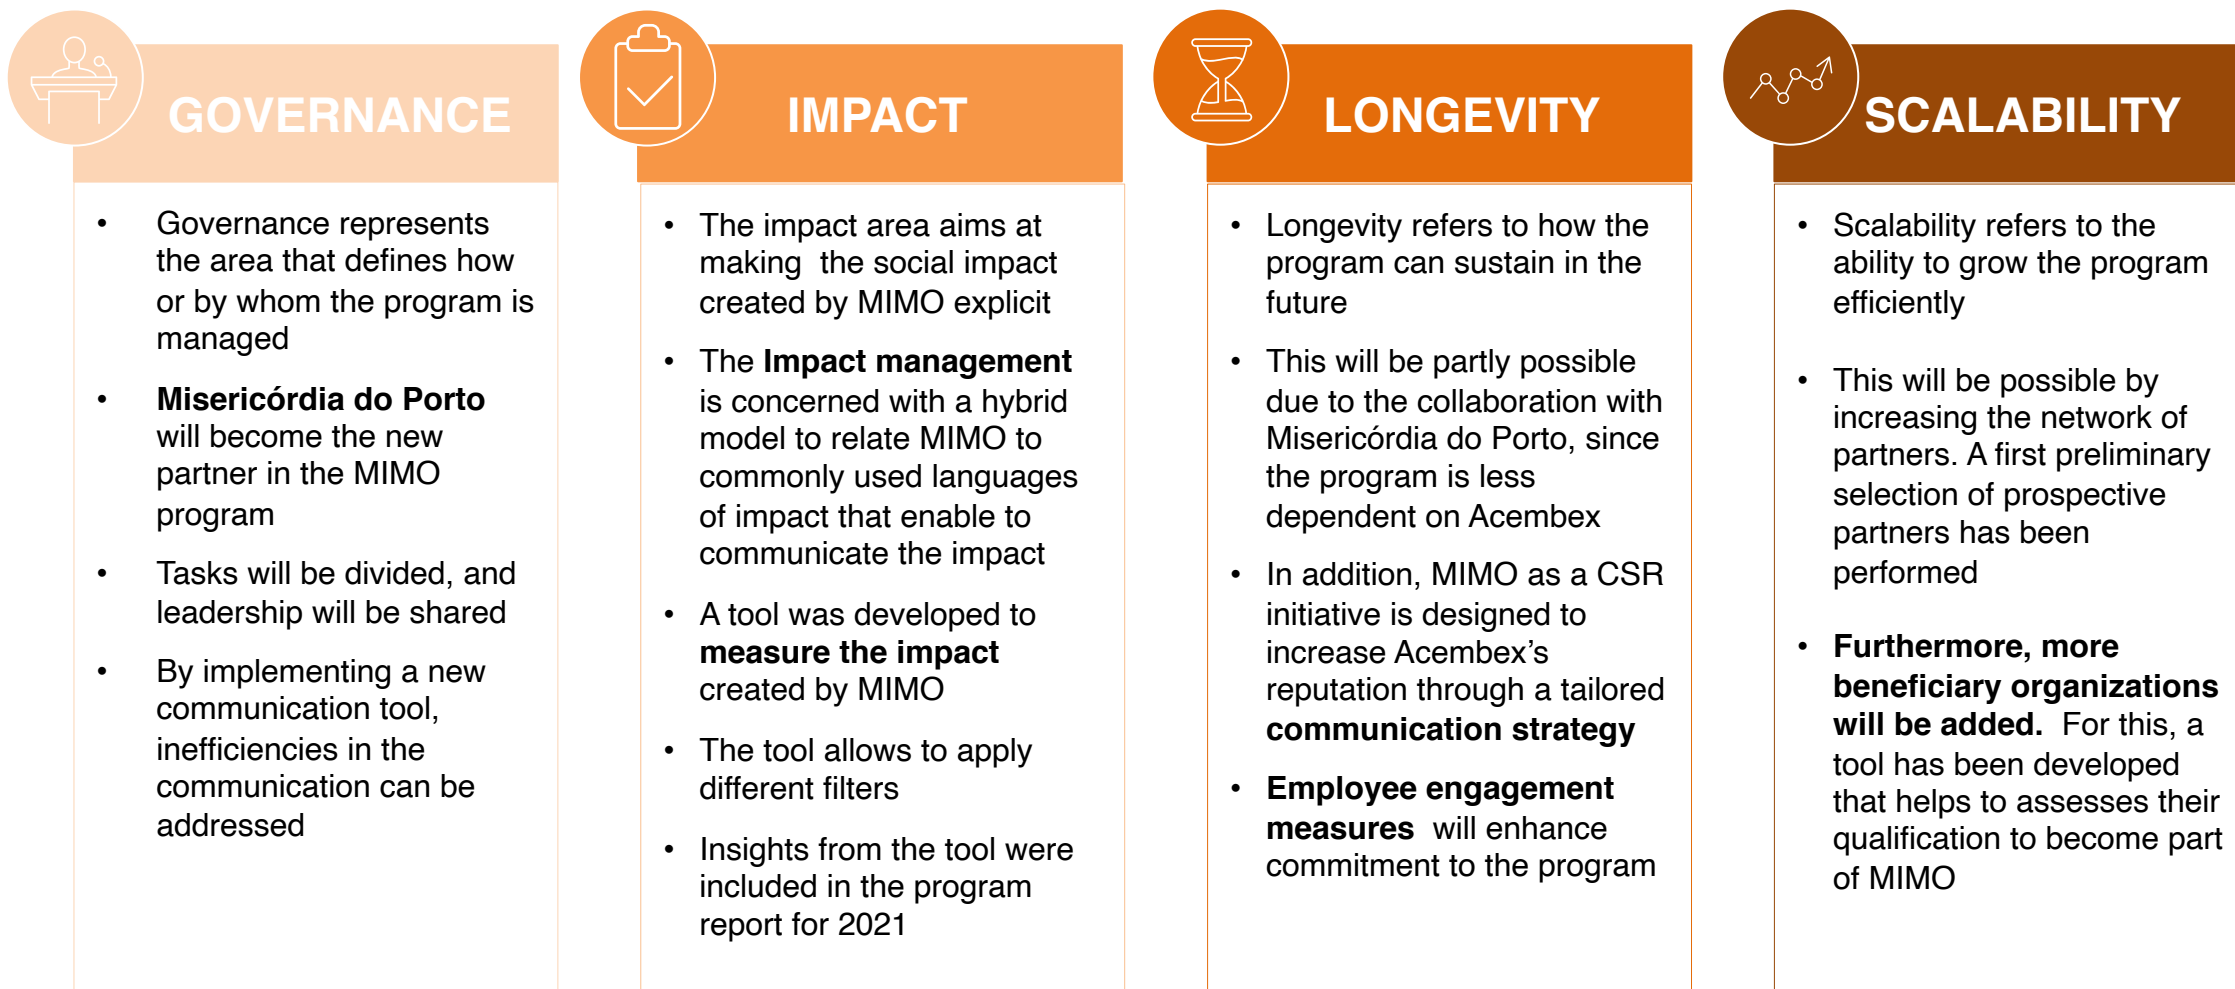 GOVERNANCE
• Governance represents
the area that defines how
or by whom the program is
managed
• Misericórdia do Porto
will become the new
partner in the MIMO
program
• Tasks will be divided, and
leadership will be shared
• By implementing a new
communication tool,
inefficiencies in the
communication can be
addressed
IMPACT
• The impact area aims at
making  the social impact
created by MIMO explicit
• The Impact management
is concerned with a hybrid
model to relate MIMO to
commonly used languages
of impact that enable to
communicate the impact
• A tool was developed to
measure the impact
created by MIMO
• The tool allows to apply
different filters
• Insights from the tool were
included in the program
report for 2021
LONGEVITY
• Longevity refers to how the
program can sustain in the
future
• This will be partly possible
due to the collaboration with
Misericórdia do Porto, since
the program is less
dependent on Acembex
• In addition, MIMO as a CSR
initiative is designed to
increase Acembex's
reputation through a tailored
communication strategy
• Employee engagement
measures  will enhance
commitment to the program
SCALABILITY
• Scalability refers to the
ability to grow the program
efficiently
• This will be possible by
increasing the network of
partners. A first preliminary
selection of prospective
partners has been
performed
• Furthermore, more
beneficiary organizations
will be added.  For this, a
tool has been developed
that helps to assesses their
qualification to become part
of MIMO